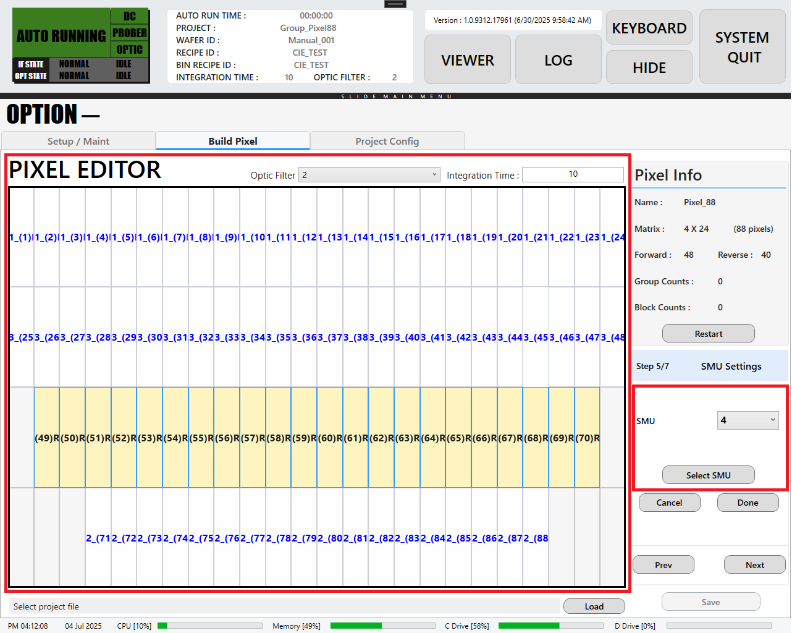 AUTO RUNNING
DC
PROBER
OPTIC
IF STATE NORMAL IDLE
OPT STATE NORMAL IDLE
AUTO RUN TIME : 00:00:00
PROJECT : Group_Pixel88
WAFER ID : Manual_001
RECIPE ID : CIE_TEST
BIN RECIPE ID : CIE_TEST
INTEGRATION TIME : 10 OPTIC FILTER : 2
Version : 1.0.9312.17961 (6/30/2025 9:58:42 AM)
VIEWER
LOG
KEYBOARD
HIDE
SYSTEM
QUIT
SLIDE MAIN MENU
OPTION
Setup / Maint Build Pixel Project Config
PIXEL EDITOR
Optic Filter 2 Integration Time : 10
1_(1) 1_(2) 1_(3) 1_(4) 1_(5) 1_(6) 1_(7) 1_(8) 1_(9) 1_(10 1_(11 1_(12 1_(13 1_(14 1_(15 1_(16 1_(17 1_(18 1_(19 1_(20 1_(21 1_(22 1_(23 1_(24
3_(25 3_(26 3_(27 3_(28 3_(29 3_(30 3_(31 3_(32 3_(33 3_(34 3_(35 3_(36 3_(37 3_(38 3_(39 3_(40 3_(41 3_(42 3_(43 3_(44 3_(45 3_(46 3_(47 3_(48
(49)R (50)R (51)R (52)R (53)R (54)R (55)R (56)R (57)R (58)R (59)R (60)R (61)R (62)R (63)R (64)R (65)R (66)R (67)R (68)R (69)R (70)R
2_(71 2_(72 2_(73 2_(74 2_(75 2_(76 2_(77 2_(78 2_(79 2_(80 2_(81 2_(82 2_(83 2_(84 2_(85 2_(86 2_(87 2_(88
Pixel Info
Name : Pixel_88
Matrix : 4 X 24 (88 pixels)
Forward : 48 Reverse : 40
Group Counts : 0
Block Counts : 0
Restart
Step 5/7 SMU Settings
SMU 4
Select SMU
Cancel Done
Prev Next
Save
Select project file Load
PM 04:12:08 04 Jul 2025 CPU [10%] Memory [49%] C Drive [58%] D Drive [0%]